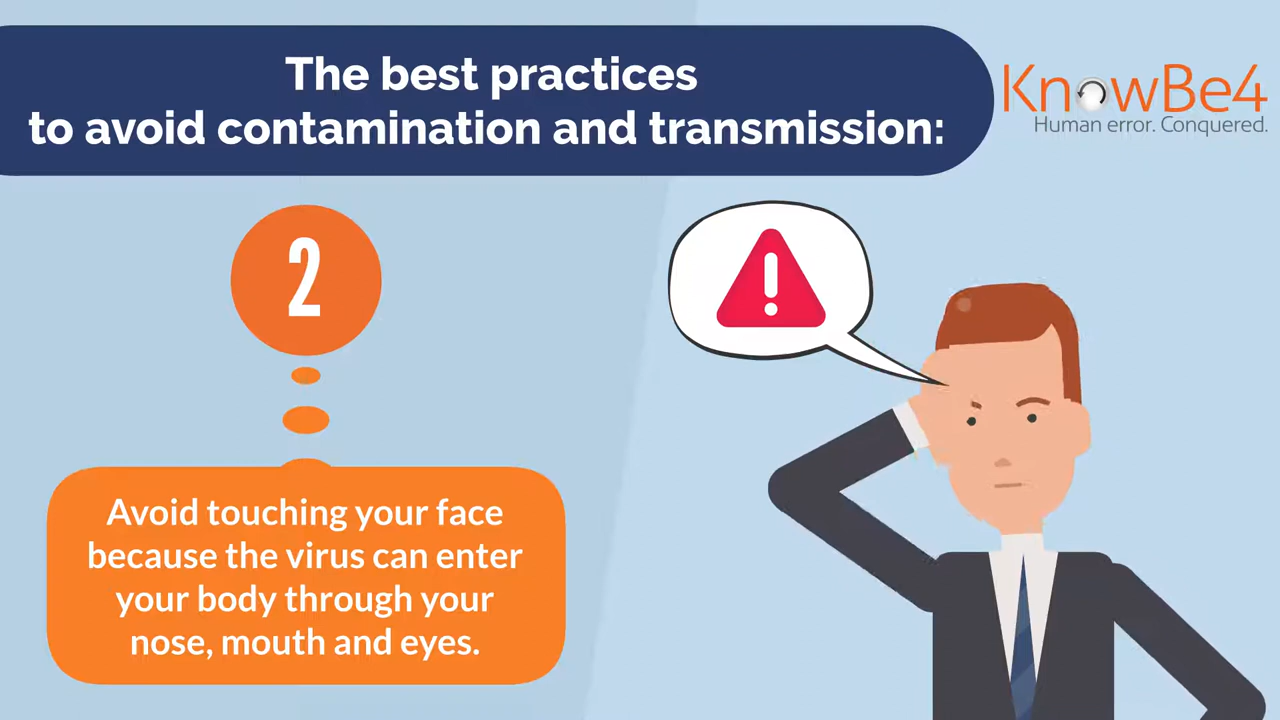 The best practices
to avoid contamination and transmission:
KnowBe4
Human error. Conquered.
2
Avoid touching your face
because the virus can enter
your body through your
nose, mouth and eyes.